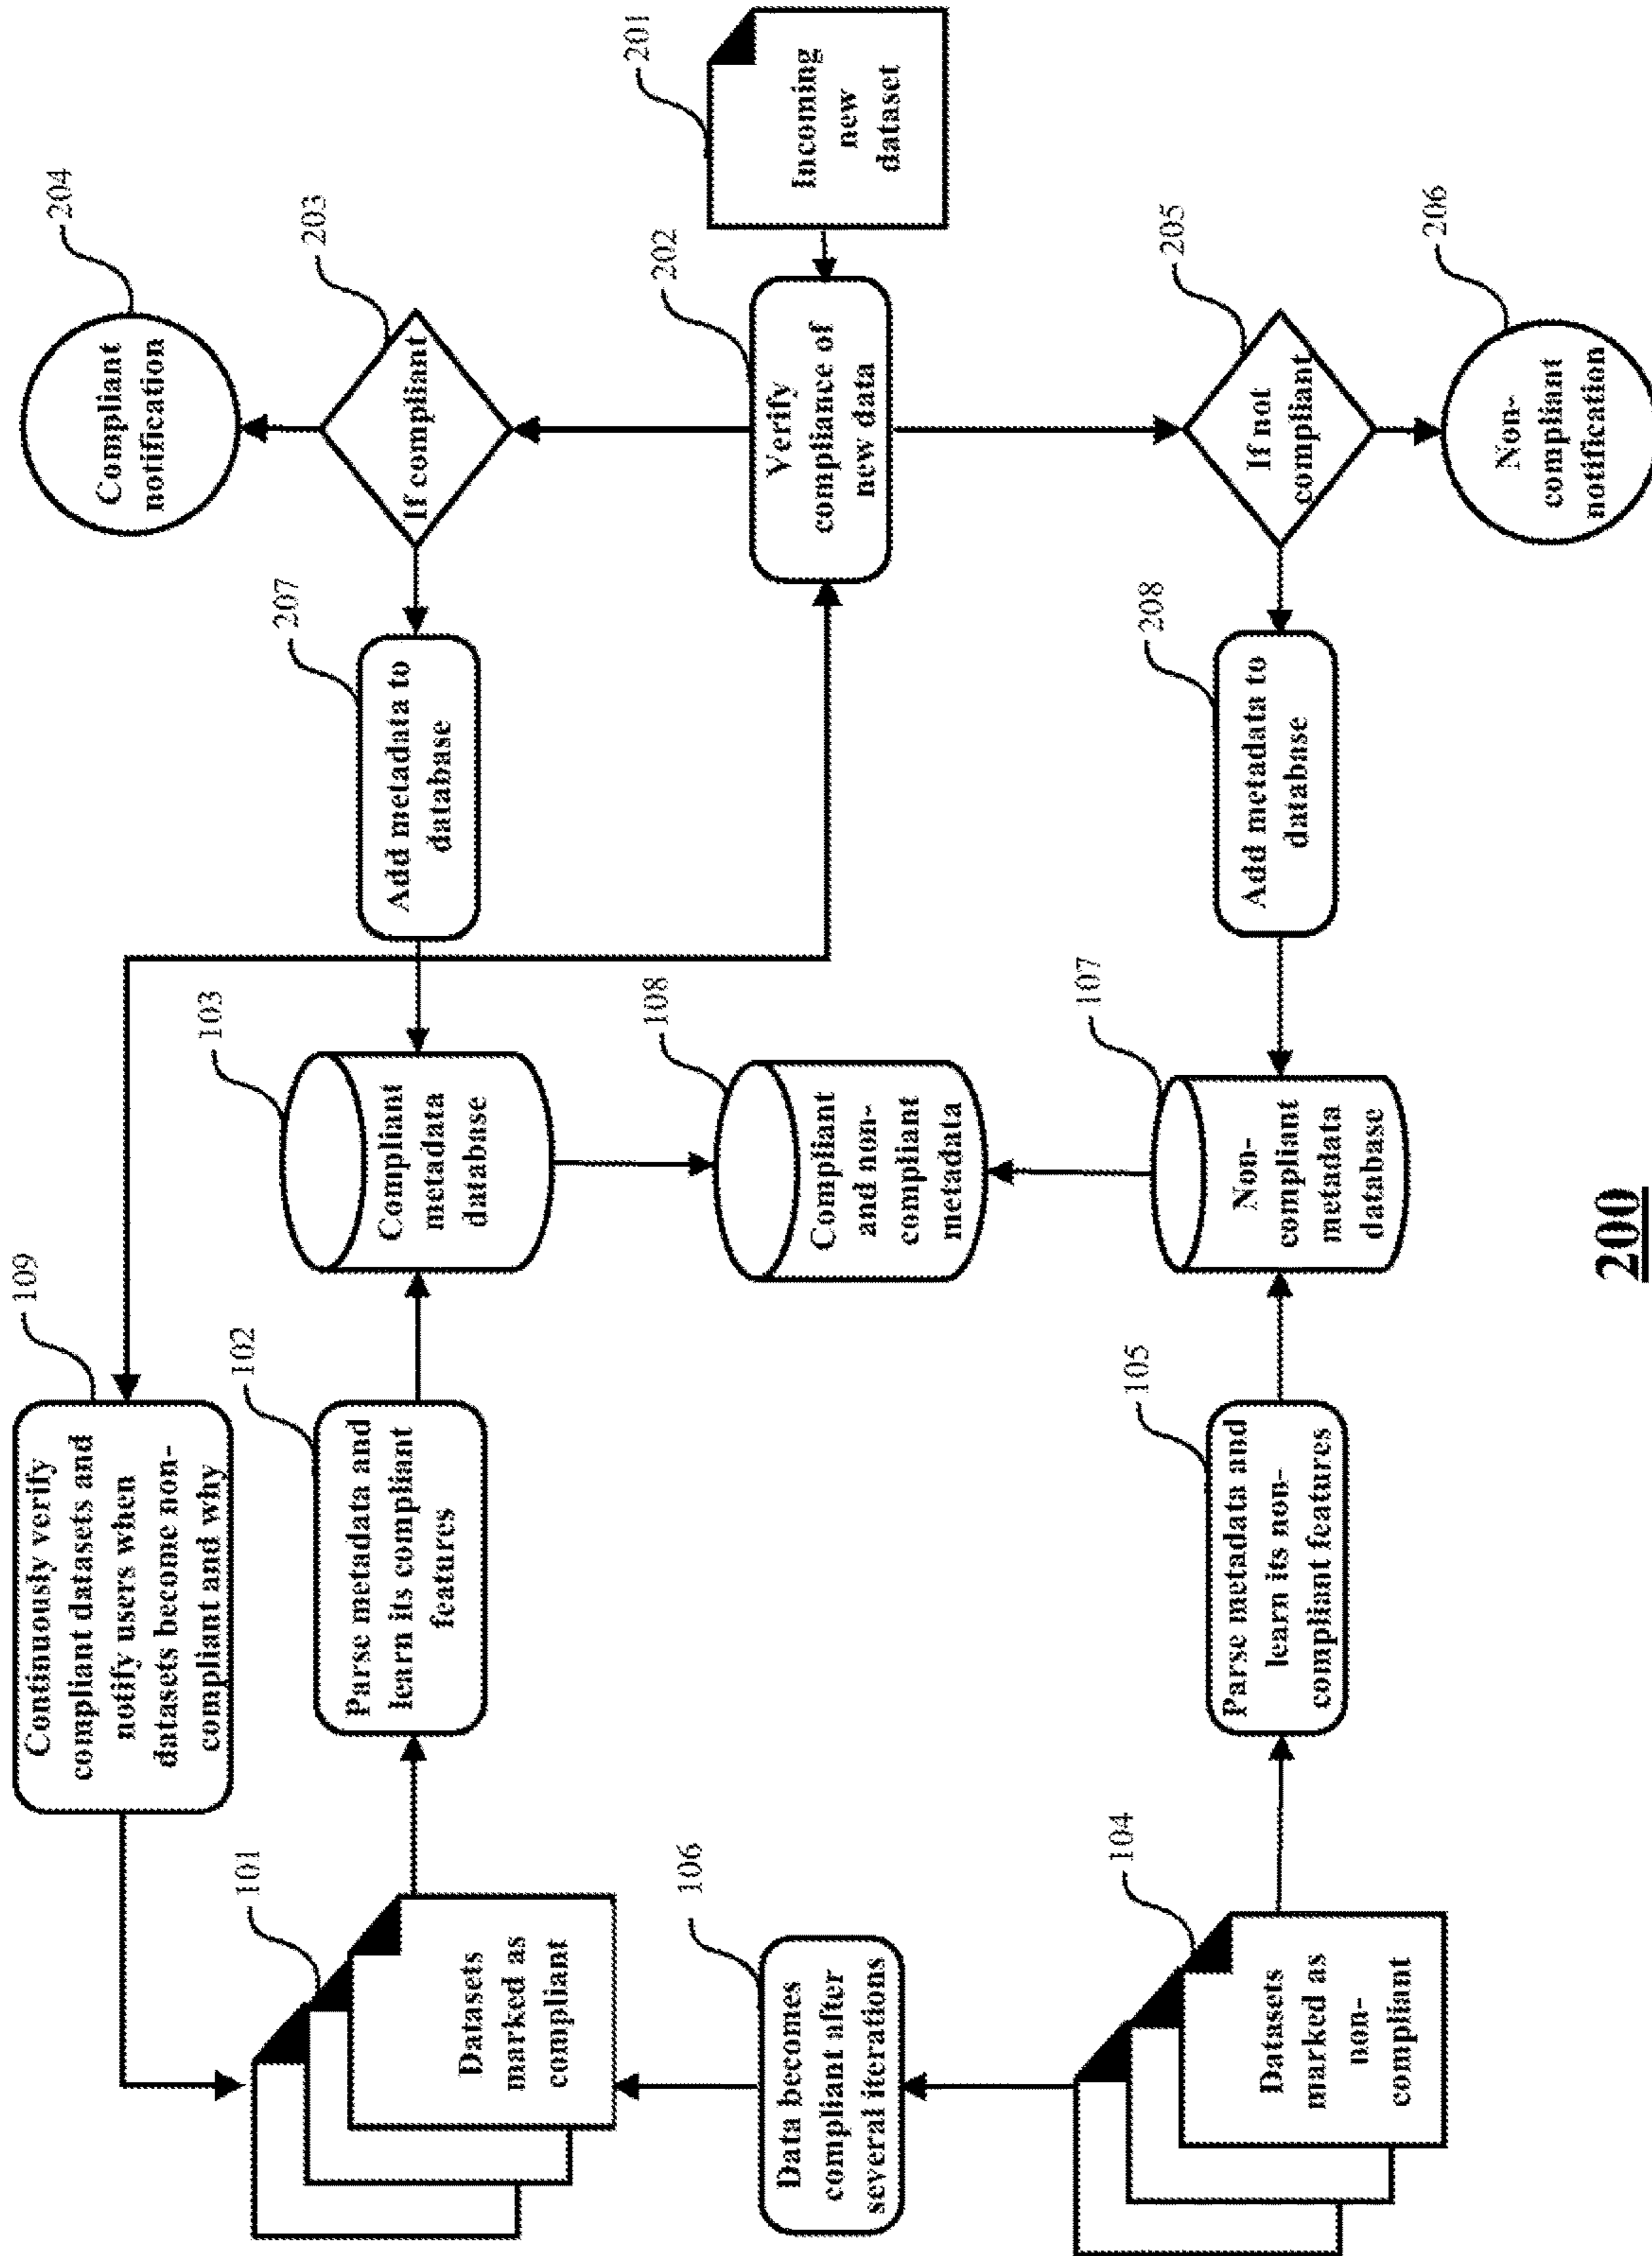 109
Continuously verify
compliant datasets and
notify users when
datasets become non-
compliant and why
204
Compliant
notification
101
Datasets
marked as
compliant
102
Parse metadata and
learn its compliant
features
103
Compliant
metadata
database
207
Add metadata to
database
203
If compliant
106
Data becomes
compliant after
several iterations
108
Compliant
and non-
compliant
metadata
202
Verify
compliance of
new data
201
Incoming
new
dataset
104
Datasets
marked as
non-
compliant
105
Parse metadata and
learn its non-
compliant features
107
Non-
compliant
metadata
database
208
Add metadata to
database
205
If not
compliant
206
Non-
compliant
notification
200